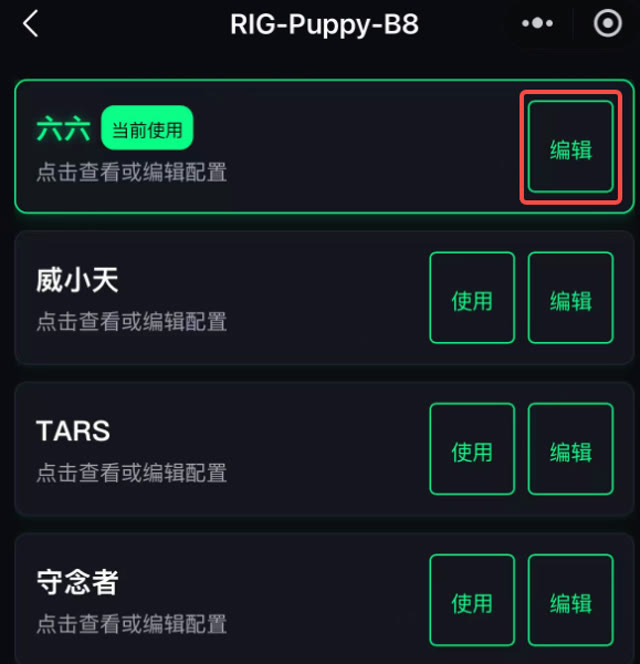 RIG-Puppy-B8
六六 当前使用
点击查看或编辑配置
编辑
威小天
点击查看或编辑配置
使用 编辑
TARS
点击查看或编辑配置
使用 编辑
守念者
点击查看或编辑配置
使用 编辑